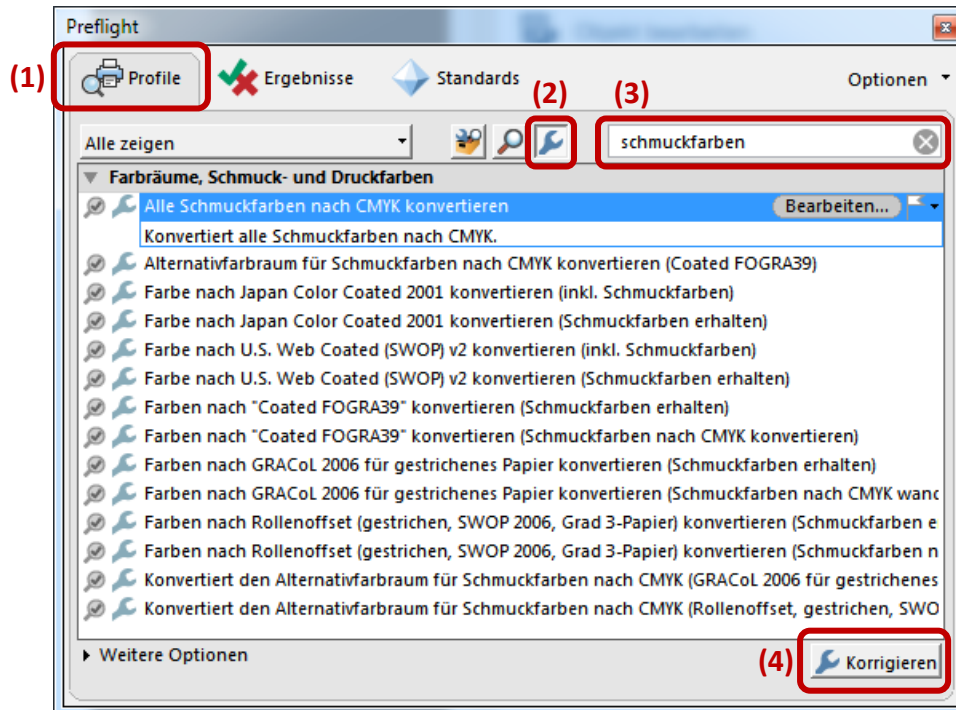 Preflight
(1) Profile Ergebnisse Standards Optionen
(2) (3)
Alle zeigen schmuckfarben
Farbräume, Schmuck- und Druckfarben
Alle Schmuckfarben nach CMYK konvertieren Bearbeiten...
Konvertiert alle Schmuckfarben nach CMYK.
Alternativfarbraum für Schmuckfarben nach CMYK konvertieren (Coated FOGRA39)
Farbe nach Japan Color Coated 2001 konvertieren (inkl. Schmuckfarben)
Farbe nach Japan Color Coated 2001 konvertieren (Schmuckfarben erhalten)
Farbe nach U.S. Web Coated (SWOP) v2 konvertieren (inkl. Schmuckfarben)
Farbe nach U.S. Web Coated (SWOP) v2 konvertieren (Schmuckfarben erhalten)
Farben nach "Coated FOGRA39" konvertieren (Schmuckfarben erhalten)
Farben nach "Coated FOGRA39" konvertieren (Schmuckfarben nach CMYK konvertieren)
Farben nach GRACoL 2006 für gestrichenes Papier konvertieren (Schmuckfarben erhalten)
Farben nach GRACoL 2006 für gestrichenes Papier konvertieren (Schmuckfarben nach CMYK wand
Farben nach Rollenoffset (gestrichen, SWOP 2006, Grad 3-Papier) konvertieren (Schmuckfarben e
Farben nach Rollenoffset (gestrichen, SWOP 2006, Grad 3-Papier) konvertieren (Schmuckfarben n
Konvertiert den Alternativfarbraum für Schmuckfarben nach CMYK (GRACoL 2006 für gestrichenes
Konvertiert den Alternativfarbraum für Schmuckfarben nach CMYK (Rollenoffset, gestrichen, SWO
Weitere Optionen (4) Korrigieren